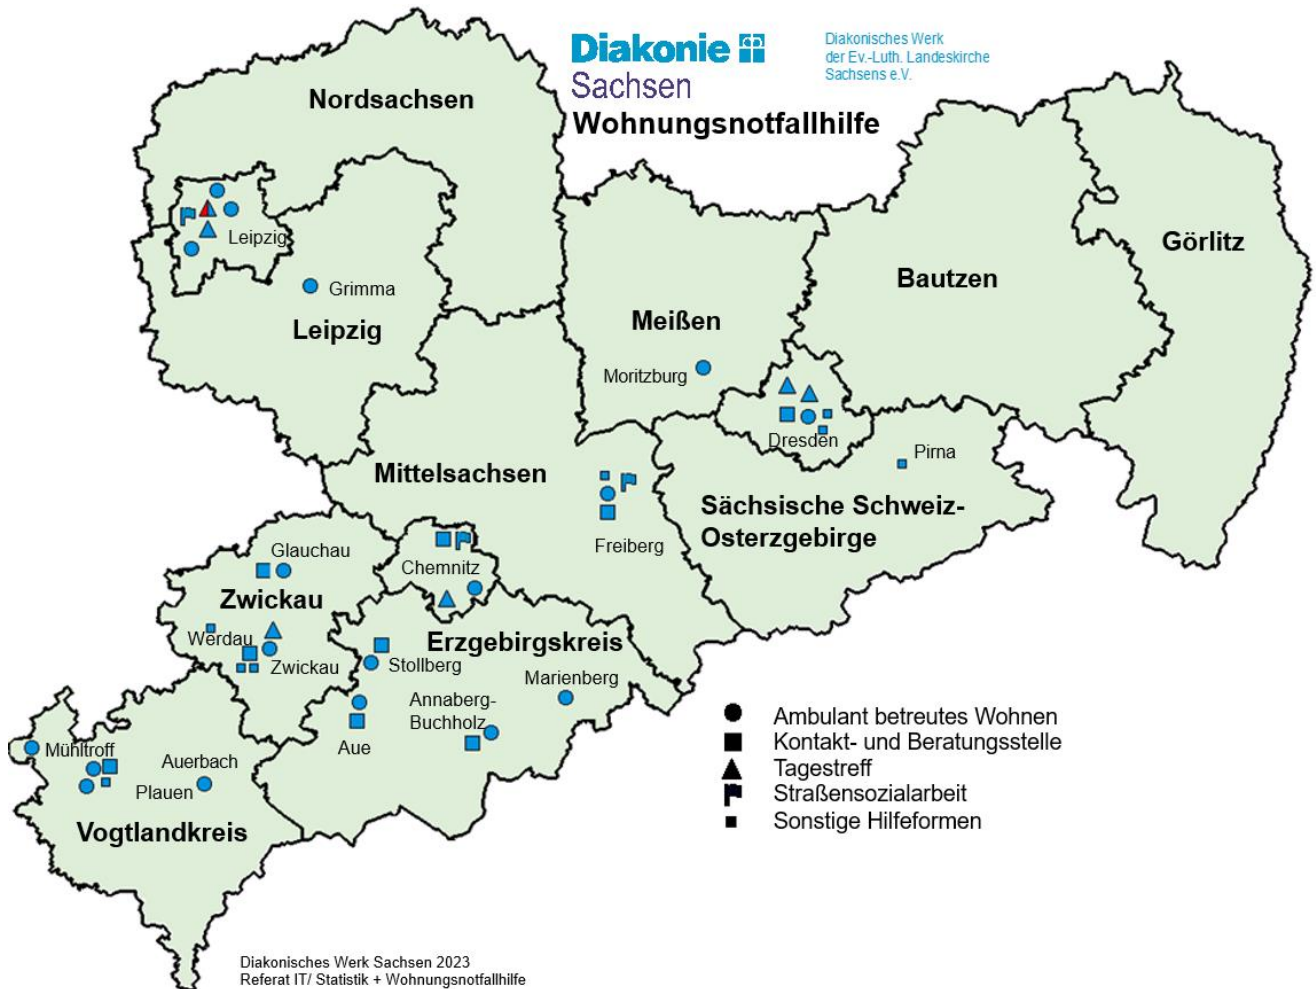 Diakonie
Sachsen
Diakonisches Werk
der Ev.-Luth. Landeskirche
Sachsens e.V.
Wohnungsnotfallhilfe
Nordsachsen
Leipzig
Grimma
Leipzig
Meißen
Moritzburg
Bautzen
Görlitz
Dresden
Pirna
Sächsische Schweiz-
Osterzgebirge
Mittelsachsen
Freiberg
Chemnitz
Glauchau
Zwickau
Werdau
Zwickau
Erzgebirgskreis
Stollberg
Marienberg
Annaberg-
Buchholz
Aue
Mühltroff
Auerbach
Plauen
Vogtlandkreis
Ambulant betreutes Wohnen
Kontakt- und Beratungsstelle
Tagestreff
Straßensozialarbeit
Sonstige Hilfeformen
Diakonisches Werk Sachsen 2023
Referat IT/ Statistik + Wohnungsnotfallhilfe